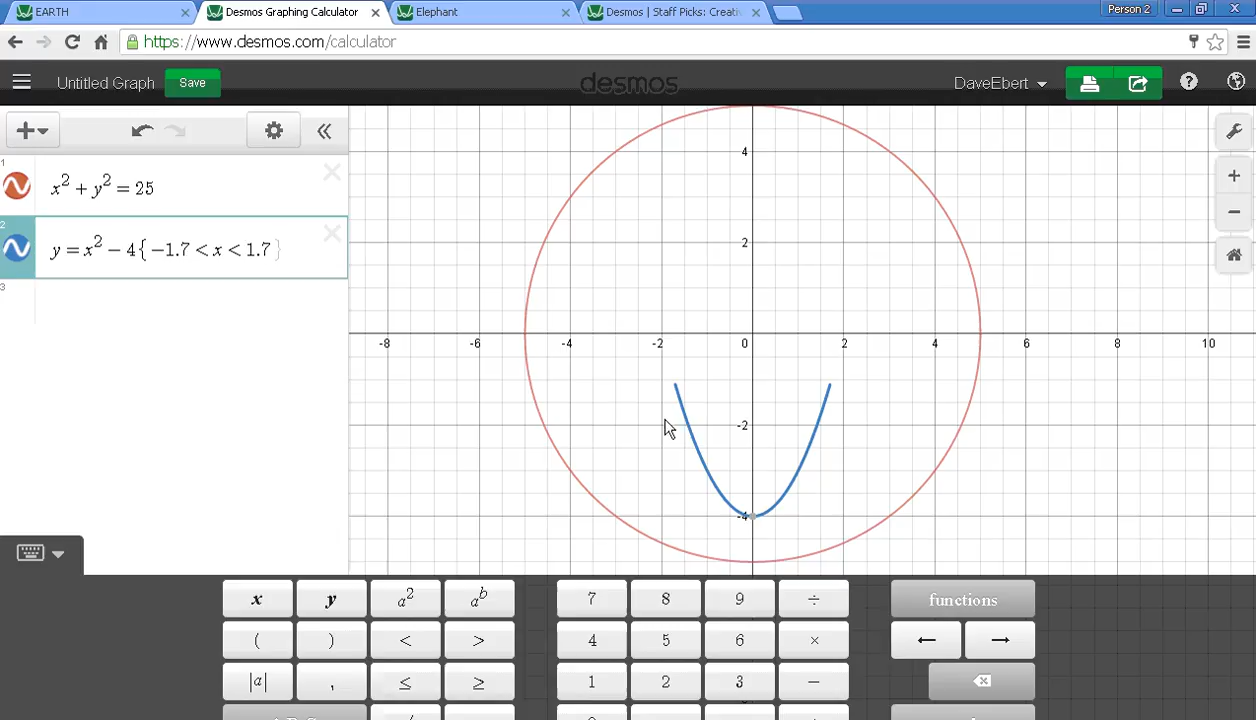 EARTH
Desmos Graphing Calculator
Elephant
Desmos | Staff Picks: Creati
Person 2
https://www.desmos.com/calculator
Untitled Graph
Save
desmos
DaveEbert
1
x² + y² = 25
2
y = x² − 4{−1.7 < x < 1.7}
3
4
2
-8 -6 -4 -2 0 2 4 6 8 10
-2
-4
x y a² aᵇ 7 8 9 ÷ functions
( ) < > 4 5 6 × ← →
|a| , ≤ ≥ 1 2 3 −